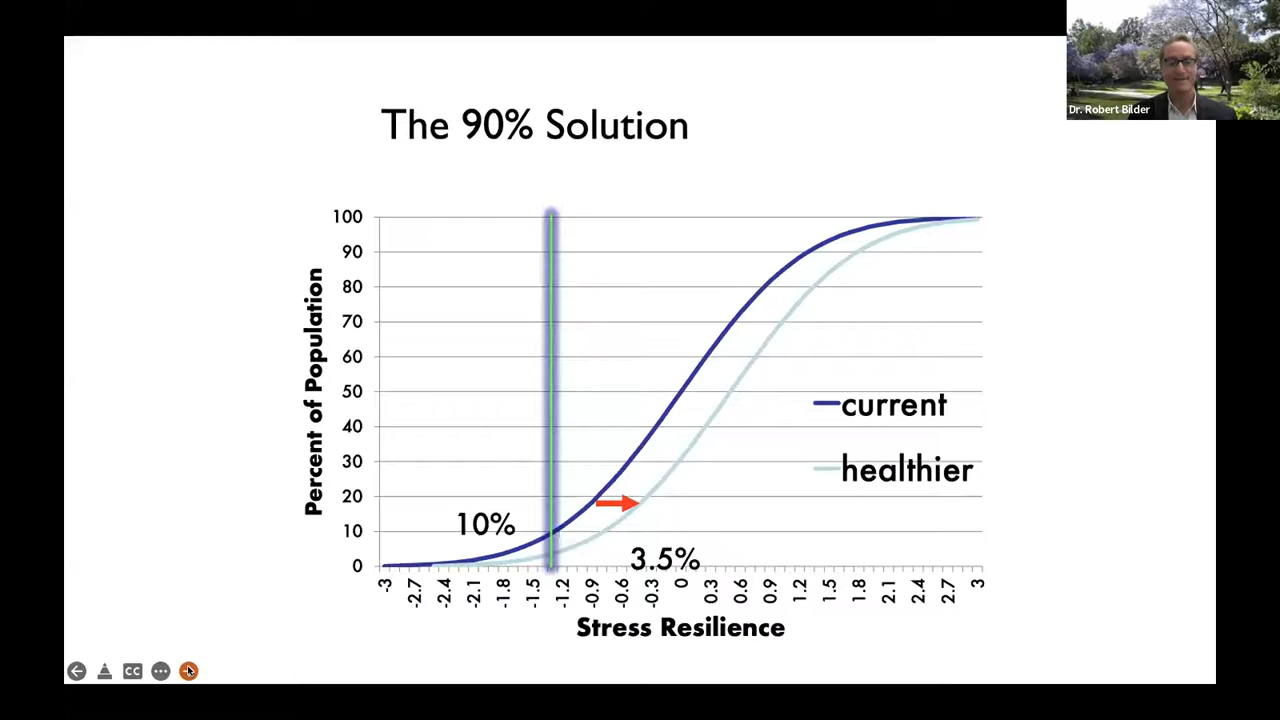 Dr. Robert Bilder
The 90% Solution
Percent of Population
100
90
80
70
60
50
40
30
20
10
0
10%
3.5%
current
healthier
-3 -2.7 -2.4 -2.1 -1.8 -1.5 -1.2 -0.9 -0.6 -0.3 0 0.3 0.6 0.9 1.2 1.5 1.8 2.1 2.4 2.7 3
Stress Resilience
CC